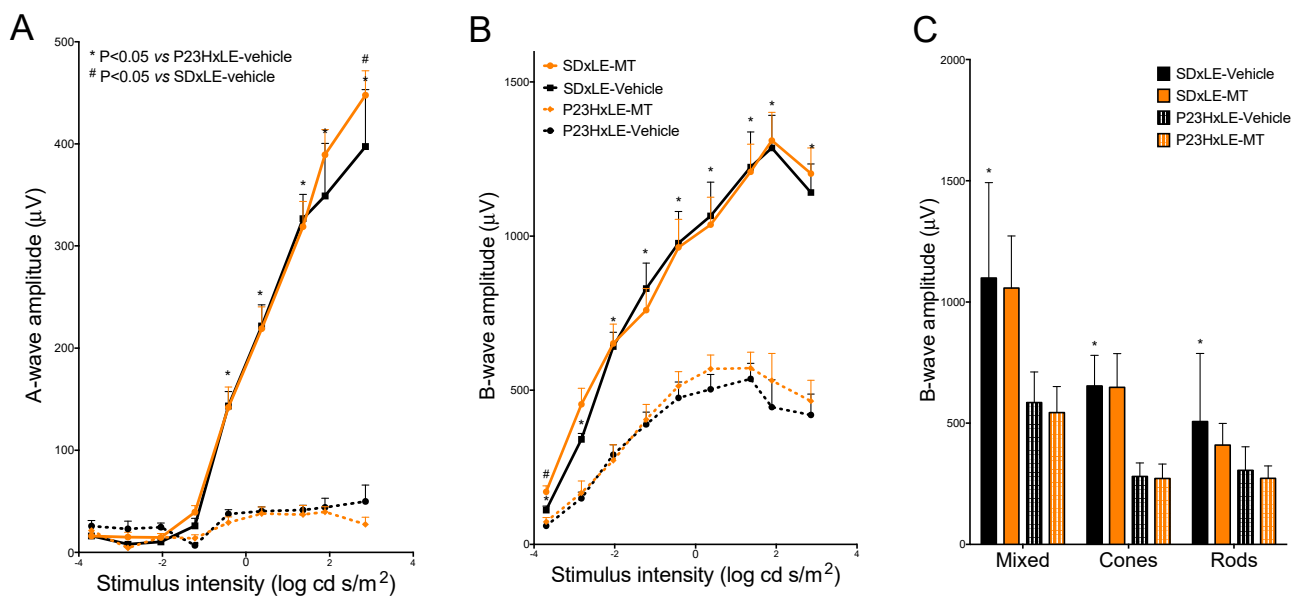 A
* P<0.05 vs P23HxLE-vehicle
# P<0.05 vs SDxLE-vehicle
500
400
300
200
100
0
-4
-2
0
2
4
A-wave amplitude (µV)
Stimulus intensity (log cd s/m²)
#
*
*
*
*
*
B
SDxLE-MT
SDxLE-Vehicle
P23HxLE-MT
P23HxLE-Vehicle
1500
1000
500
0
-4
-2
0
2
4
B-wave amplitude (µV)
Stimulus intensity (log cd s/m²)
#
*
*
*
*
*
*
*
*
*
C
SDxLE-Vehicle
SDxLE-MT
P23HxLE-Vehicle
P23HxLE-MT
2000
1500
1000
500
0
B-wave amplitude (µV)
*
*
*
Mixed
Cones
Rods